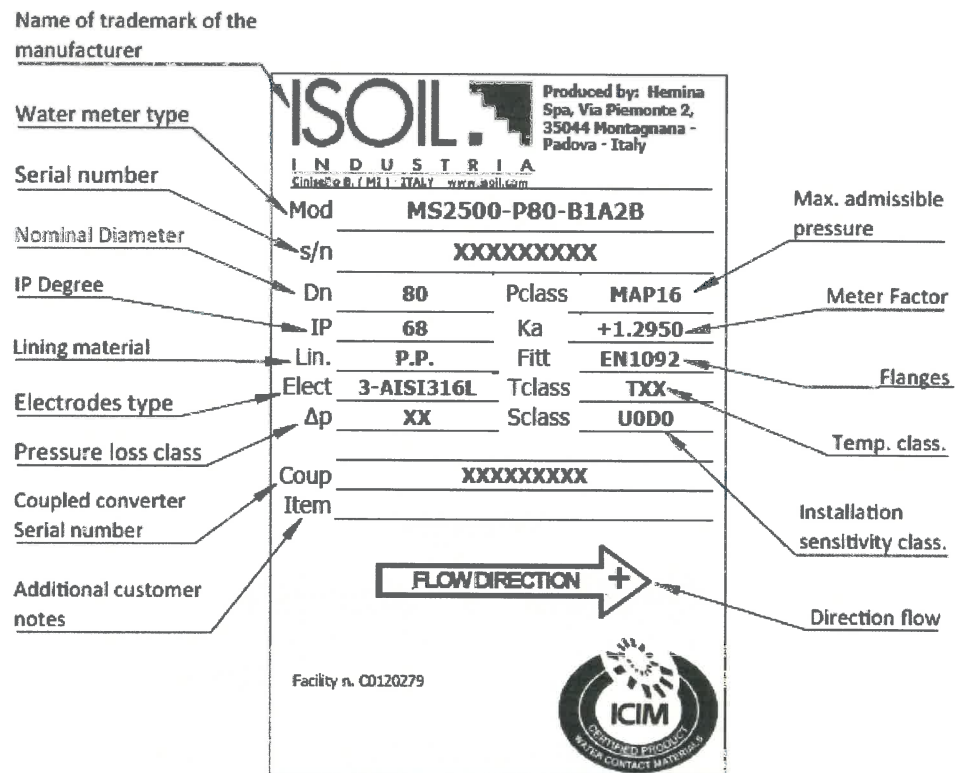 Name of trademark of the
manufacturer
Water meter type
Serial number
Nominal Diameter
IP Degree
Lining material
Electrodes type
Pressure loss class
Coupled converter
Serial number
Additional customer
notes
ISOIL
INDUSTRIA
Cinisello B. ( MI ) - ITALY www.isoil.com
Produced by: Hemina
Spa, Via Piemonte 2,
35044 Montagnana -
Padova - Italy
Mod MS2500-P80-B1A2B
s/n XXXXXXXXX
Dn 80 Pclass MAP16
IP 68 Ka +1.2950
Lin. P.P. Fitt EN1092
Elect 3-AISI316L Tclass TXX
Δp XX Sclass U0D0
Coup XXXXXXXXX
Item
FLOW DIRECTION +
Facility n. C0120279
ICIM
CERTIFIED PRODUCT
WATER CONTACT MATERIALS
Max. admissible
pressure
Meter Factor
Flanges
Temp. class.
Installation
sensitivity class.
Direction flow